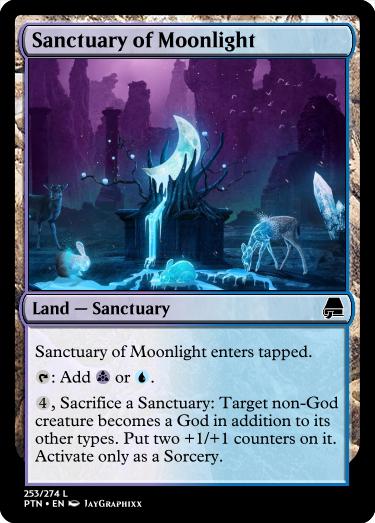 Sanctuary of Moonlight
Land — Sanctuary
Sanctuary of Moonlight enters tapped.
: Add or .
4, Sacrifice a Sanctuary: Target non-God
creature becomes a God in addition to its
other types. Put two +1/+1 counters on it.
Activate only as a Sorcery.
253/274 L
PTN • EN JayGraphixx